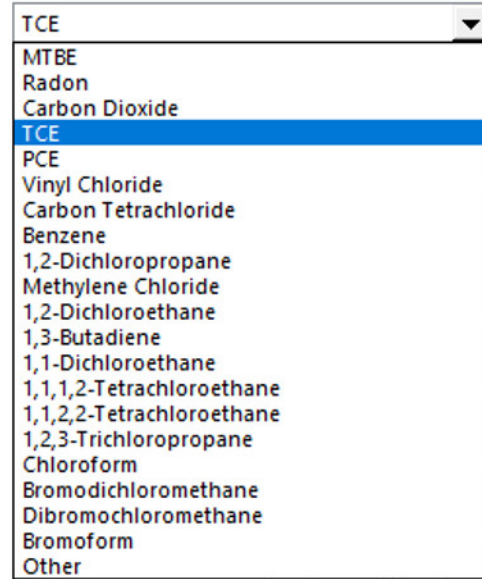 TCE
MTBE
Radon
Carbon Dioxide
TCE
PCE
Vinyl Chloride
Carbon Tetrachloride
Benzene
1,2-Dichloropropane
Methylene Chloride
1,2-Dichloroethane
1,3-Butadiene
1,1-Dichloroethane
1,1,1,2-Tetrachloroethane
1,1,2,2-Tetrachloroethane
1,2,3-Trichloropropane
Chloroform
Bromodichloromethane
Dibromochloromethane
Bromoform
Other